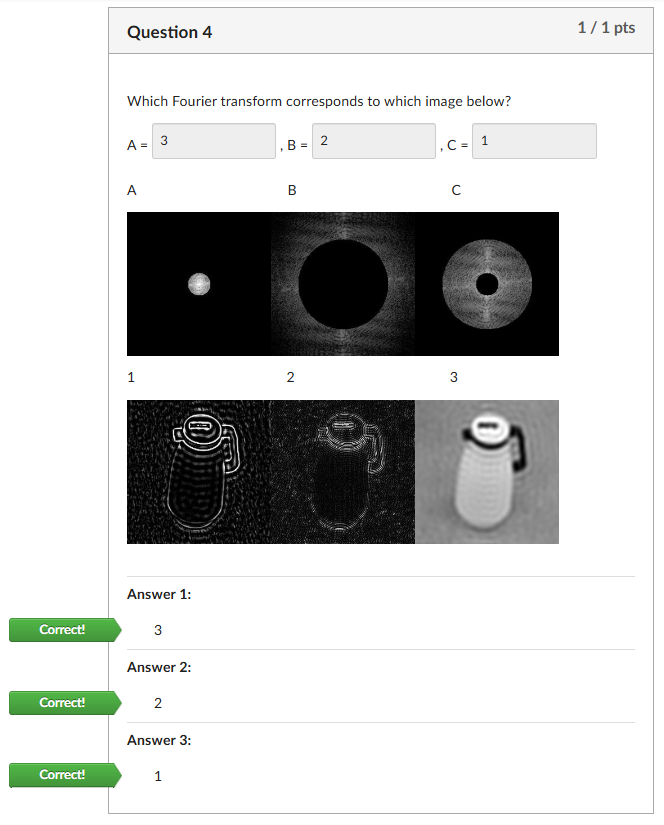 Question 4
1 / 1 pts
Which Fourier transform corresponds to which image below?
A = 3 , B = 2 , C = 1
A B C
1 2 3
Answer 1:
Correct! 3
Answer 2:
Correct! 2
Answer 3:
Correct! 1